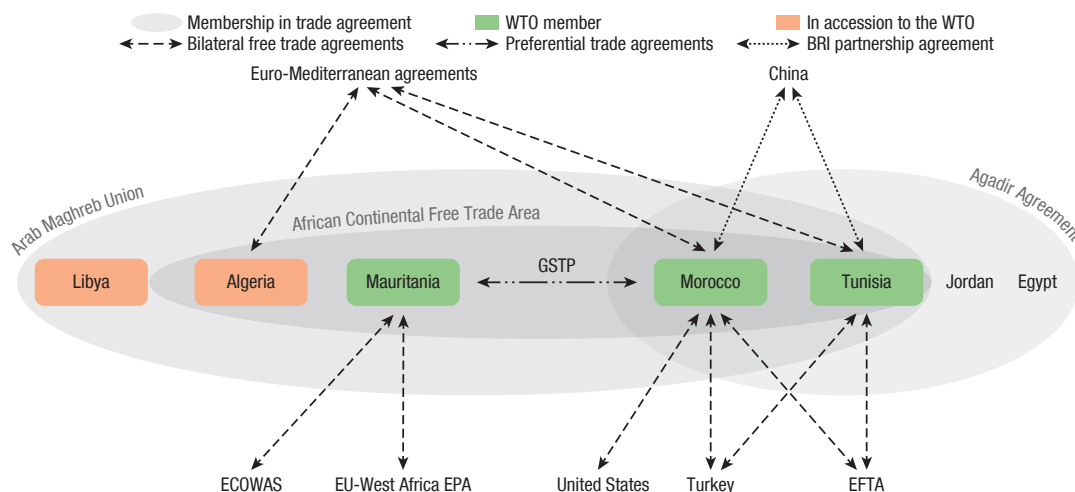 Membership in trade agreement
WTO member
In accession to the WTO
Bilateral free trade agreements
Preferential trade agreements
BRI partnership agreement
Euro-Mediterranean agreements
China
Arab Maghreb Union
African Continental Free Trade Area
Agadir Agreement
Libya
Algeria
Mauritania
GSTP
Morocco
Tunisia
Jordan
Egypt
ECOWAS
EU-West Africa EPA
United States
Turkey
EFTA